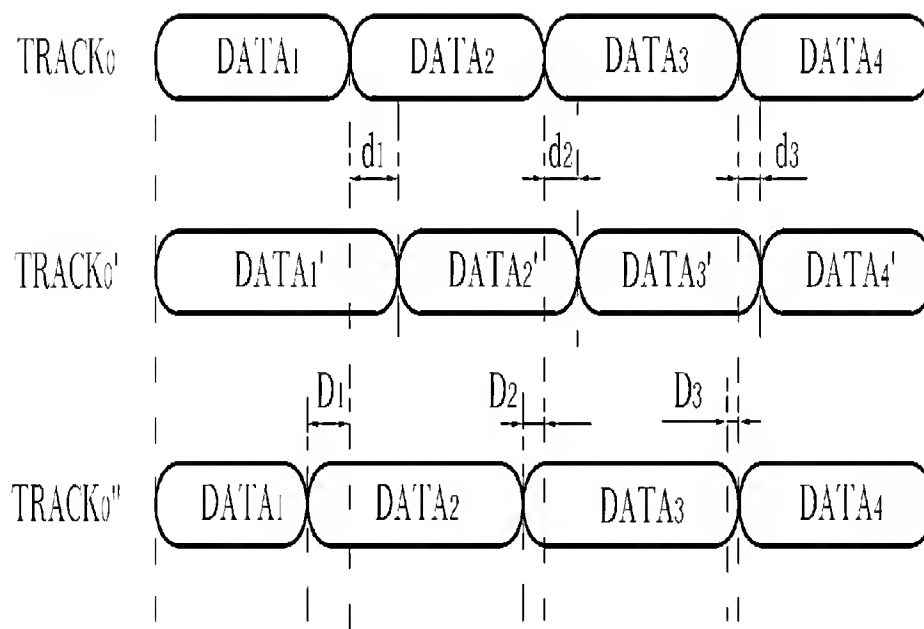 TRACK₀ DATA₁ DATA₂ DATA₃ DATA₄
d₁ d₂ d₃
TRACK₀' DATA₁' DATA₂' DATA₃' DATA₄'
D₁ D₂ D₃
TRACK₀" DATA₁ DATA₂ DATA₃ DATA₄